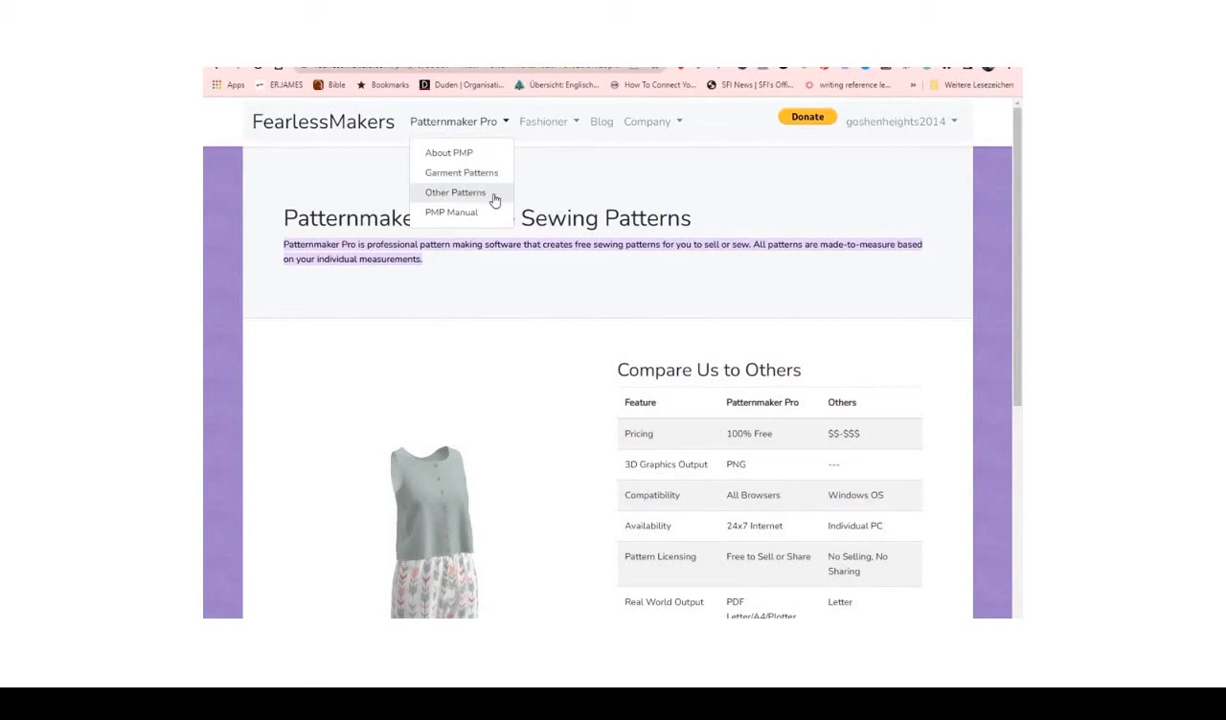 Apps ERJAMES Bible Bookmarks Duden | Organisati... Übersicht: Englisch... How To Connect Yo... SFI News | SFI's Offi... writing reference le... » Weitere Lesezeichen
FearlessMakers Patternmaker Pro Fashioner Blog Company Donate goshenheights2014
About PMP
Garment Patterns
Other Patterns
PMP Manual
Patternmake Sewing Patterns
Patternmaker Pro is professional pattern making software that creates free sewing patterns for you to sell or sew. All patterns are made-to-measure based
on your individual measurements.
Compare Us to Others
Feature Patternmaker Pro Others
Pricing 100% Free $$-$$$
3D Graphics Output PNG ---
Compatibility All Browsers Windows OS
Availability 24x7 Internet Individual PC
Pattern Licensing Free to Sell or Share No Selling, No
Sharing
Real World Output PDF Letter
Letter/A4/Plotter